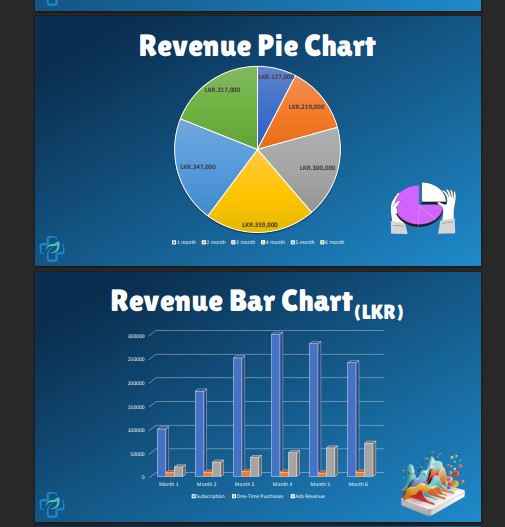 Revenue Pie Chart
LKR.127,000
LKR.317,000
LKR.219,000
LKR.347,000
LKR.300,000
LKR.359,000
1 month 2 month 3 month 4 month 5 month 6 month
Revenue Bar Chart(LKR)
300000
250000
200000
150000
100000
50000
0
Month 1 Month 2 Month 3 Month 4 Month 5 Month 6
Subscription One-Time Purchases Ads Revenue